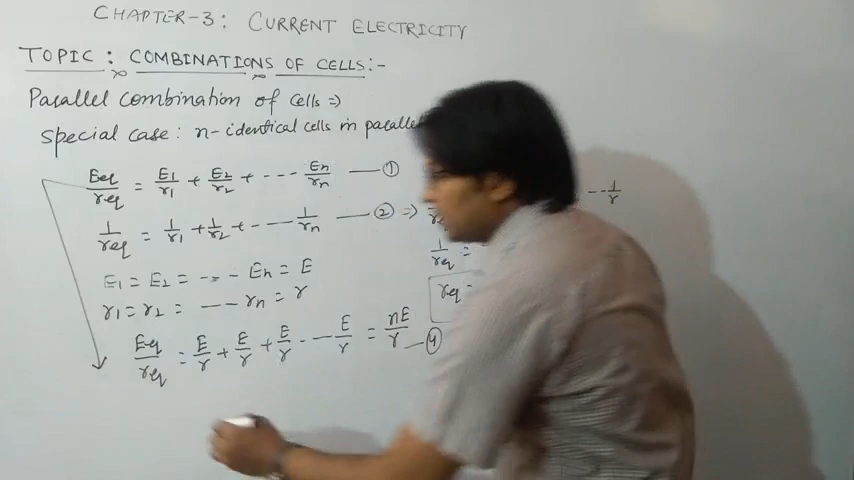 CHAPTER-3: CURRENT ELECTRICITY
TOPIC: COMBINATIONS OF CELLS:-
Parallel combination of cells ⇒
special case: n-identical cells in parallel
Eeq/req = E1/r1 + E2/r2 + --- En/rn —①
1/req = 1/r1 + 1/r2 + --- 1/rn —② ⇒ -- 1/r
1/req =
E1 = E2 = --- En = E
r1 = r2 = --- rn = r
req =
Eq/req = E/r + E/r + E/r --- E/r = nE/r —④